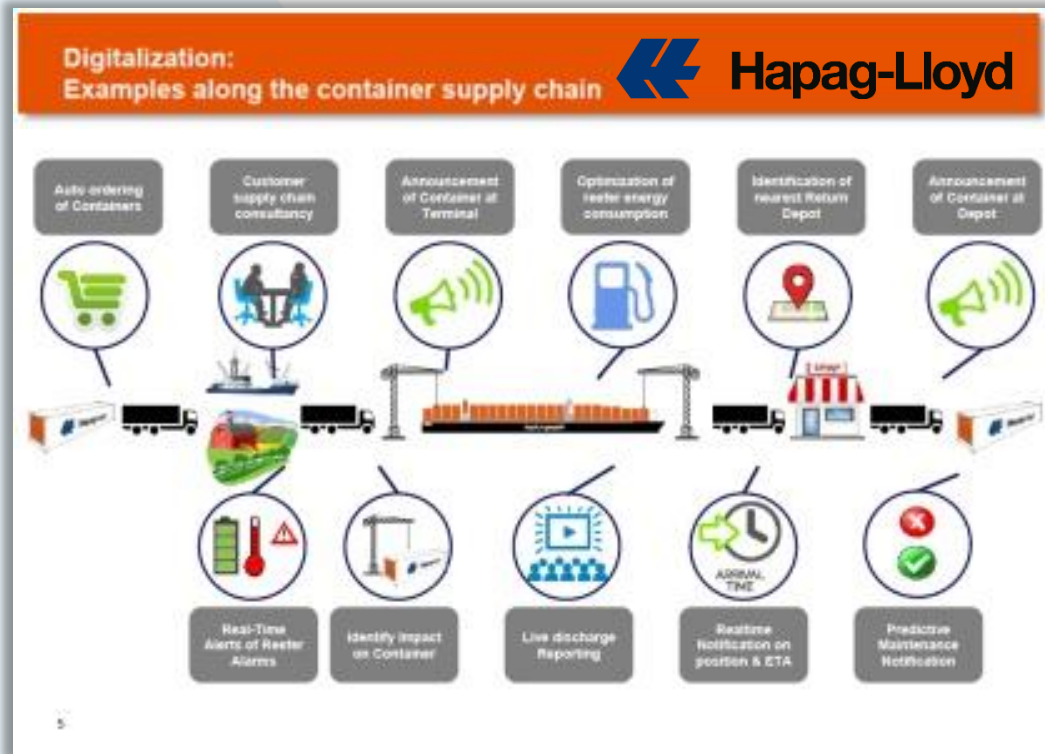 Digitalization:
Examples along the container supply chain
Hapag-Lloyd
Auto ordering
of Containers
Customer
supply chain
consultancy
Announcement
of Container at
Terminal
Optimization of
reefer energy
consumption
Identification of
nearest Return
Depot
Announcement
of Container at
Depot
ARRIVAL
TIME
Real-Time
Alerts of Reefer
Alarms
Identify Impact
on Container
Live discharge
Reporting
Realtime
Notification on
position & ETA
Predictive
Maintenance
Notification
5